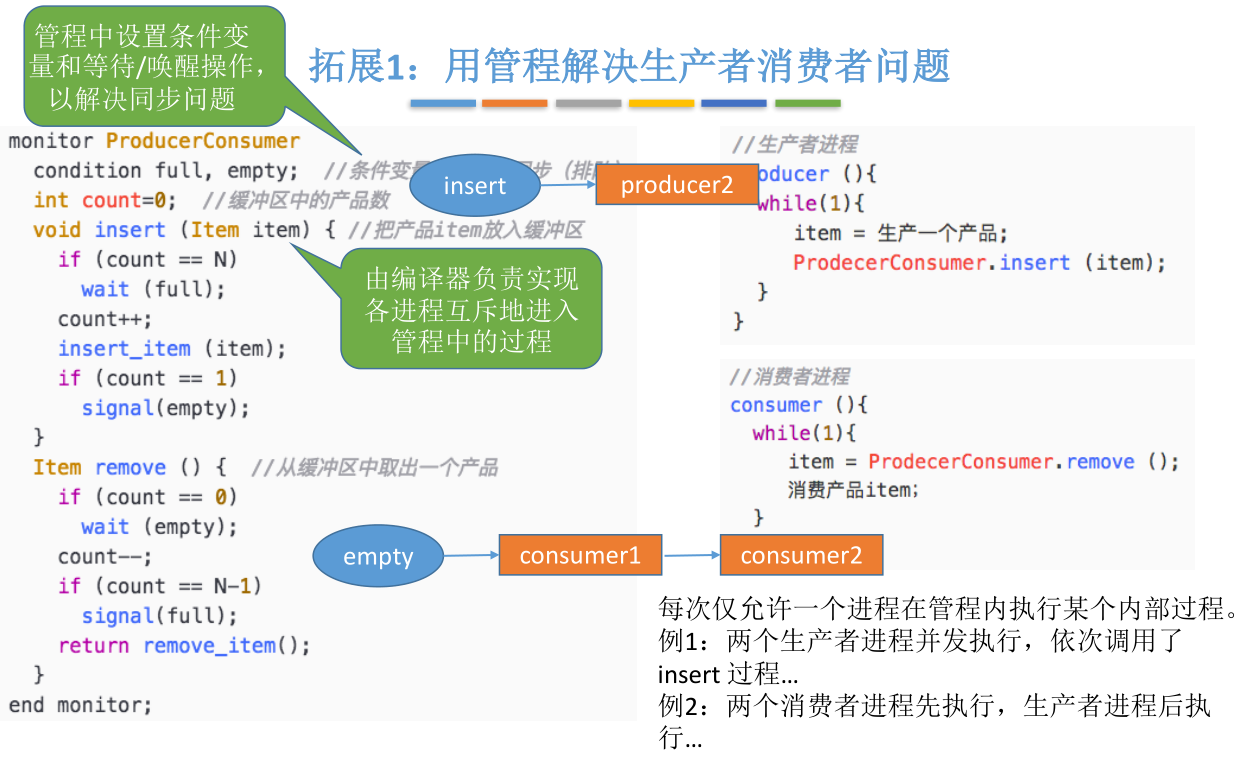 管程中设置条件变
量和等待/唤醒操作，
以解决同步问题
拓展1：用管程解决生产者消费者问题
monitor ProducerConsumer
condition full, empty; //条件变量 同步（排队）
int count=0; //缓冲区中的产品数
void insert (Item item) { //把产品item放入缓冲区
if (count == N)
wait (full);
count++;
insert_item (item);
if (count == 1)
signal(empty);
}
Item remove () { //从缓冲区中取出一个产品
if (count == 0)
wait (empty);
count--;
if (count == N-1)
signal(full);
return remove_item();
}
end monitor;
insert
producer2
由编译器负责实现
各进程互斥地进入
管程中的过程
empty
consumer1
consumer2
//生产者进程
oducer (){
while(1){
item = 生产一个产品;
ProdecerConsumer.insert (item);
}
}
//消费者进程
consumer (){
while(1){
item = ProdecerConsumer.remove ();
消费产品item;
}
每次仅允许一个进程在管程内执行某个内部过程。
例1：两个生产者进程并发执行，依次调用了
insert 过程…
例2：两个消费者进程先执行，生产者进程后执
行…